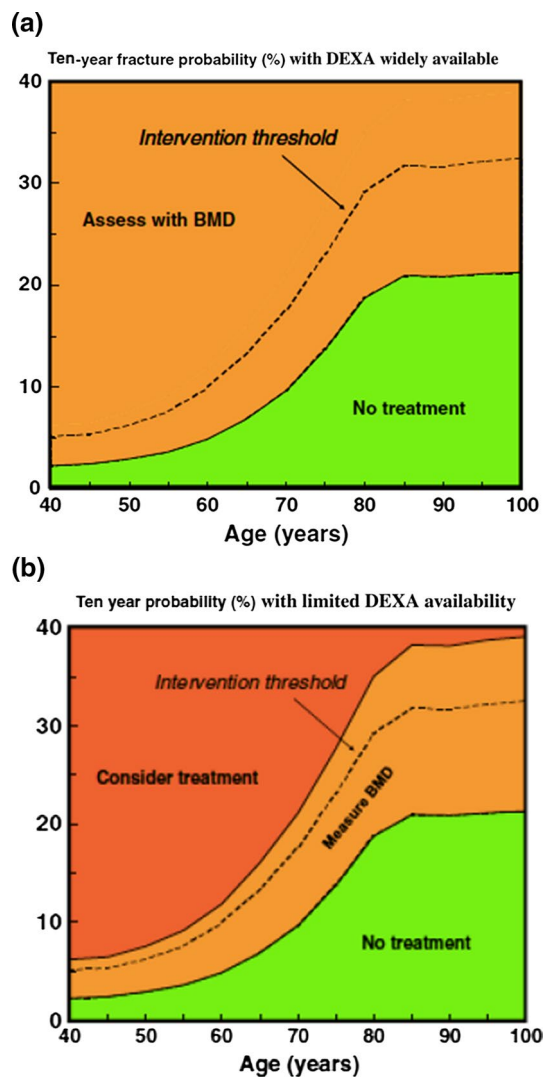 (a)
Ten-year fracture probability (%) with DEXA widely available
40
Intervention threshold
30
Assess with BMD
20
10
No treatment
0
40 50 60 70 80 90 100
Age (years)
(b)
Ten year probability (%) with limited DEXA availability
40
Intervention threshold
30
Consider treatment
Measure BMD
20
10
No treatment
0
40 50 60 70 80 90 100
Age (years)